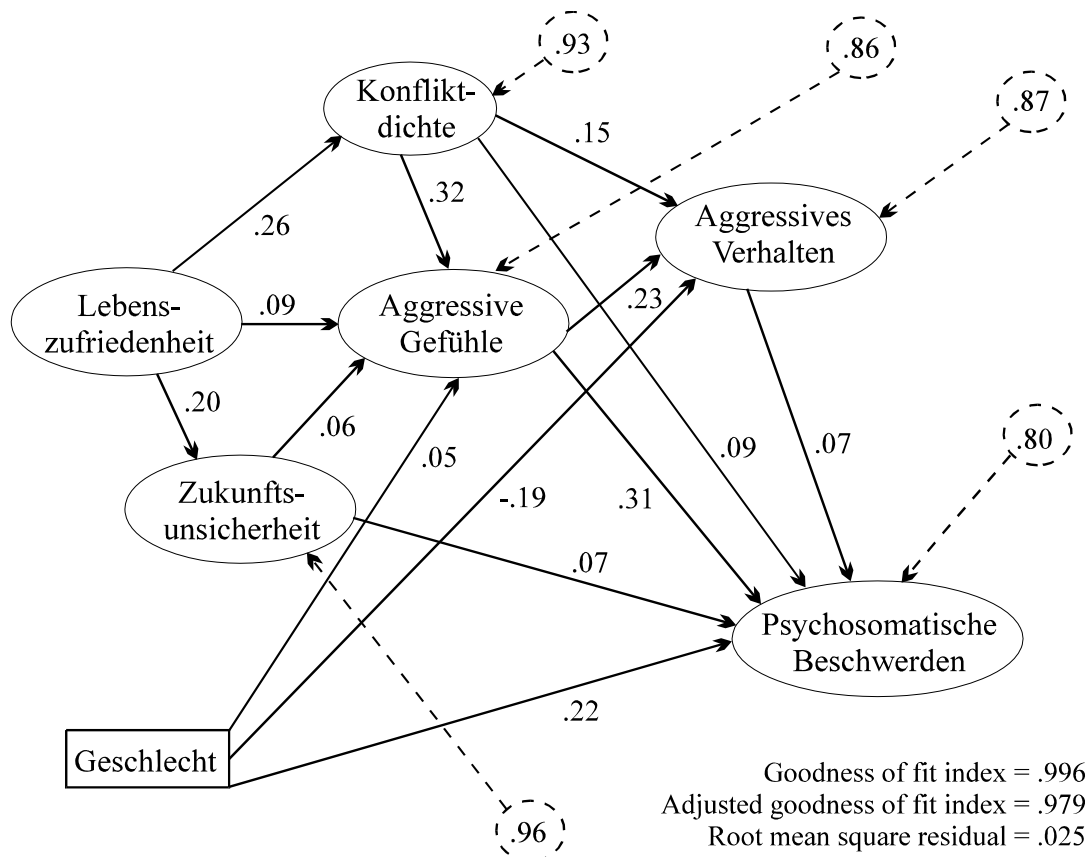 .93
.86
Konflikt-
dichte
.87
.15
.32
Aggressives
Verhalten
.26
Lebens-
zufriedenheit
.09
Aggressive
Gefühle
.23
.20
.06
.05
.09
.07
.80
Zukunfts-
unsicherheit
-.19
.31
.07
Psychosomatische
Beschwerden
.22
Geschlecht
.96
Goodness of fit index = .996
Adjusted goodness of fit index = .979
Root mean square residual = .025